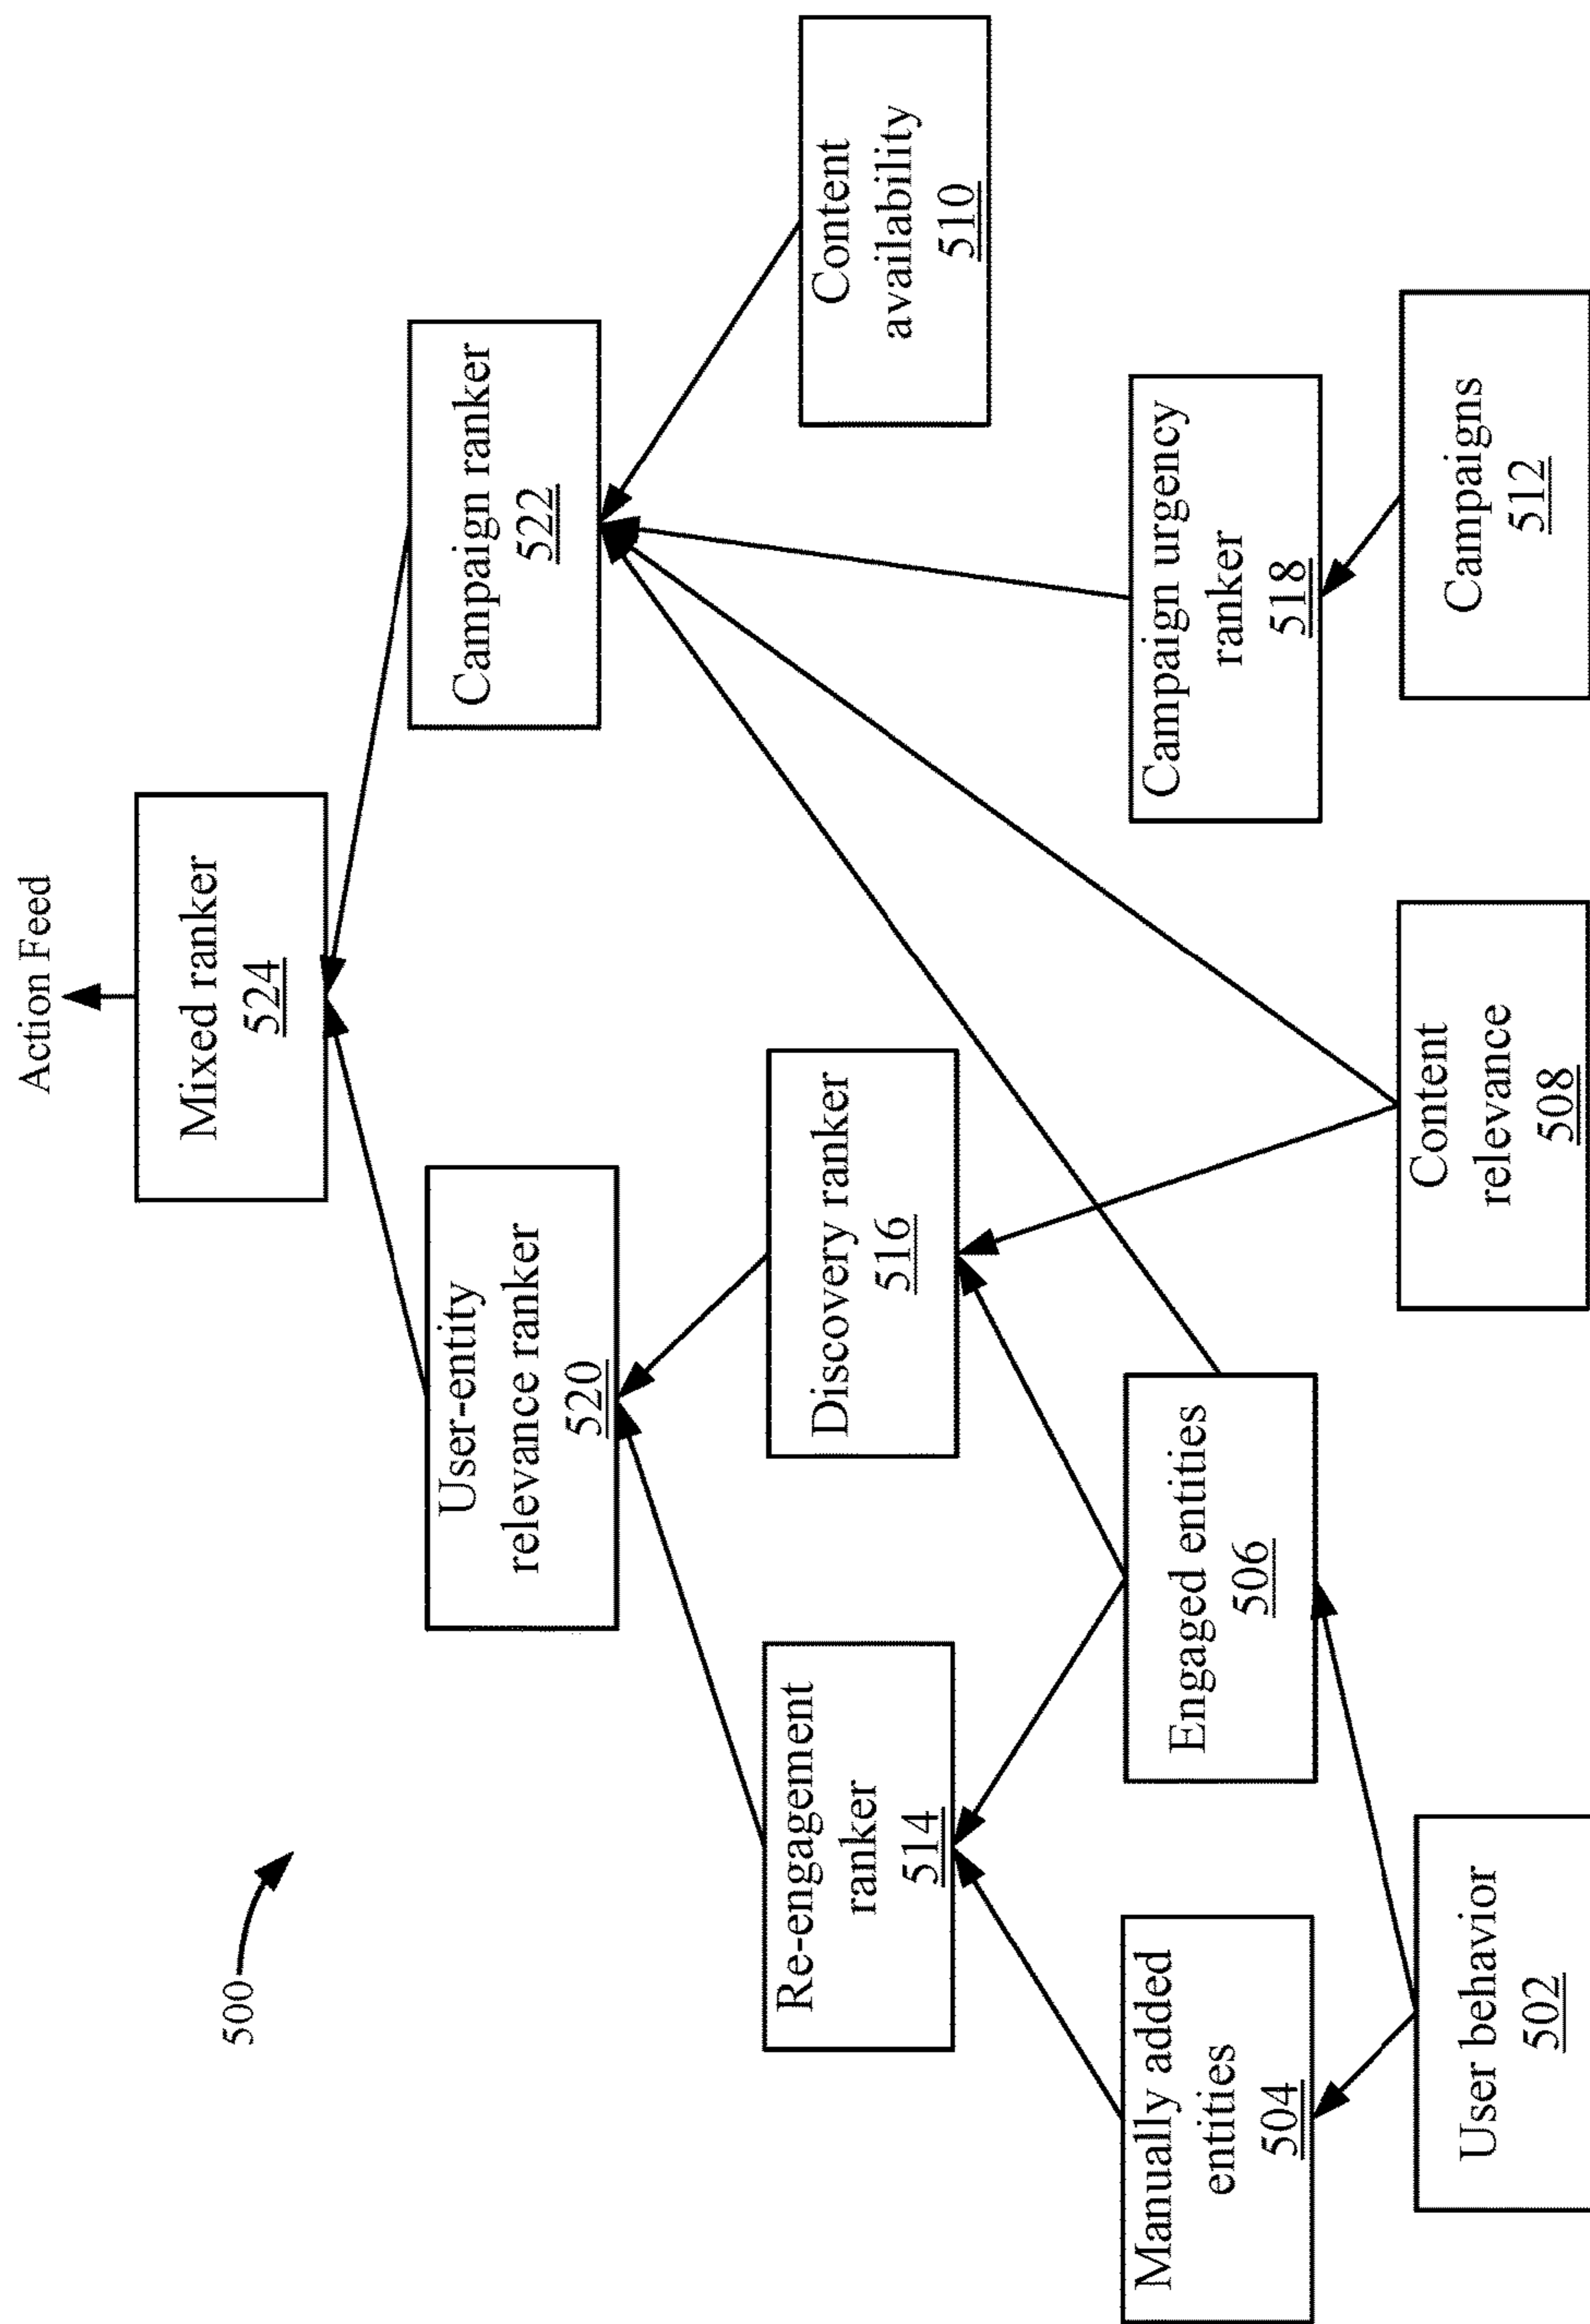 Action Feed
Mixed ranker
524
500
User-entity
relevance ranker
520
Campaign ranker
522
Re-engagement
ranker
514
Discovery ranker
516
Content
availability
510
Manually added
entities
504
Engaged entities
506
Campaign urgency
ranker
518
User behavior
502
Content
relevance
508
Campaigns
512